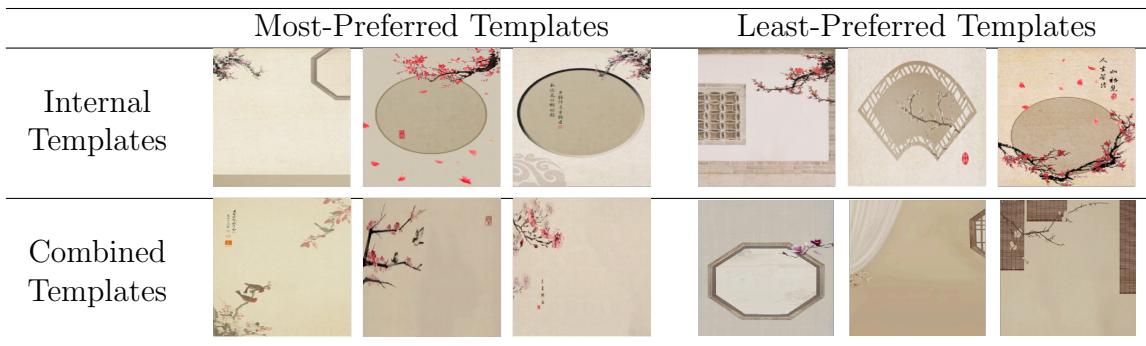 Most-Preferred Templates
Least-Preferred Templates
Internal
Templates
Combined
Templates